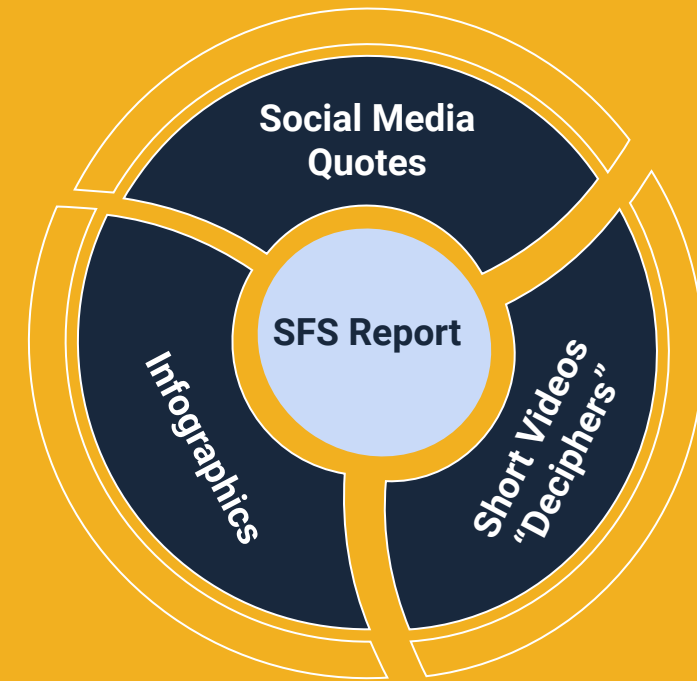 Social Media
Quotes
SFS Report
Infographics
Short Videos
“Deciphers”